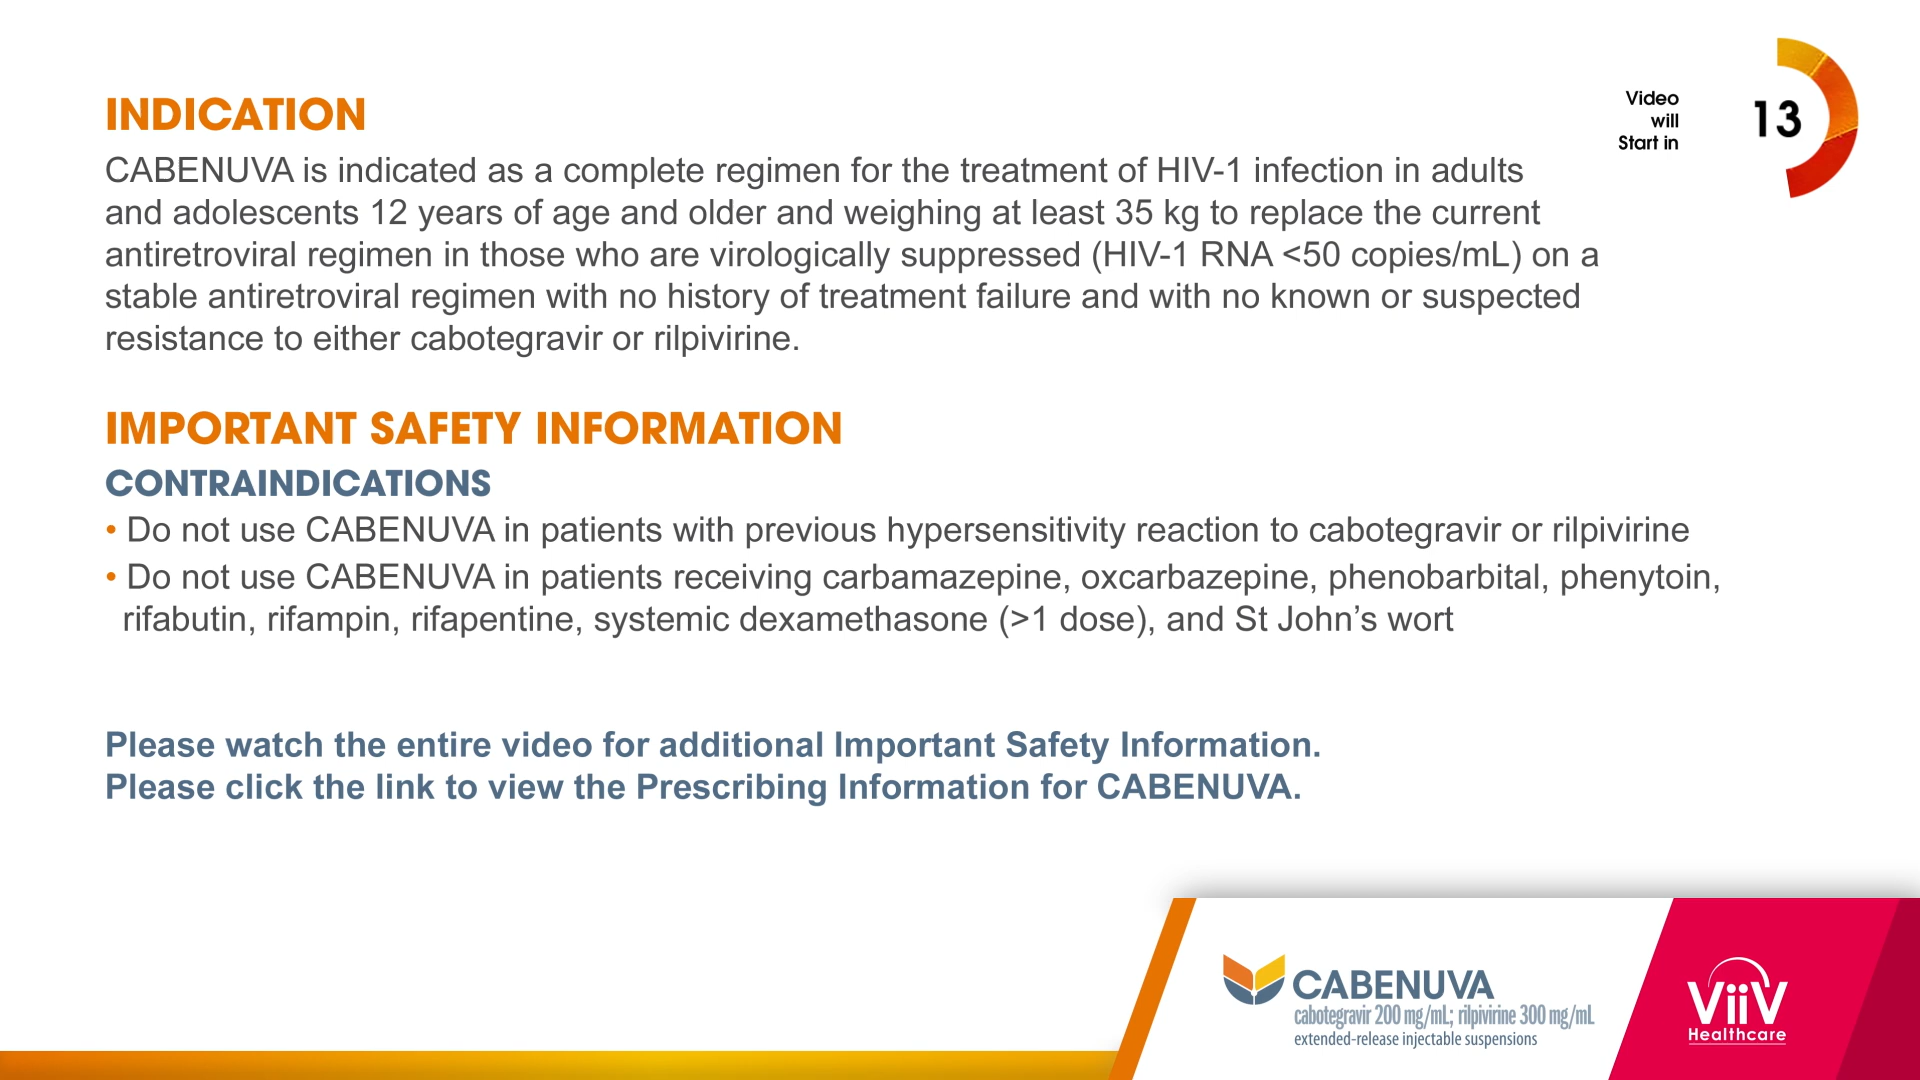 INDICATION
CABENUVA is indicated as a complete regimen for the treatment of HIV-1 infection in adults
and adolescents 12 years of age and older and weighing at least 35 kg to replace the current
antiretroviral regimen in those who are virologically suppressed (HIV-1 RNA <50 copies/mL) on a
stable antiretroviral regimen with no history of treatment failure and with no known or suspected
resistance to either cabotegravir or rilpivirine.
Video
will
Start in
13
IMPORTANT SAFETY INFORMATION
CONTRAINDICATIONS
• Do not use CABENUVA in patients with previous hypersensitivity reaction to cabotegravir or rilpivirine
• Do not use CABENUVA in patients receiving carbamazepine, oxcarbazepine, phenobarbital, phenytoin,
rifabutin, rifampin, rifapentine, systemic dexamethasone (>1 dose), and St John’s wort
Please watch the entire video for additional Important Safety Information.
Please click the link to view the Prescribing Information for CABENUVA.
CABENUVA
cabotegravir 200 mg/mL; rilpivirine 300 mg/mL
extended-release injectable suspensions
ViiV
Healthcare